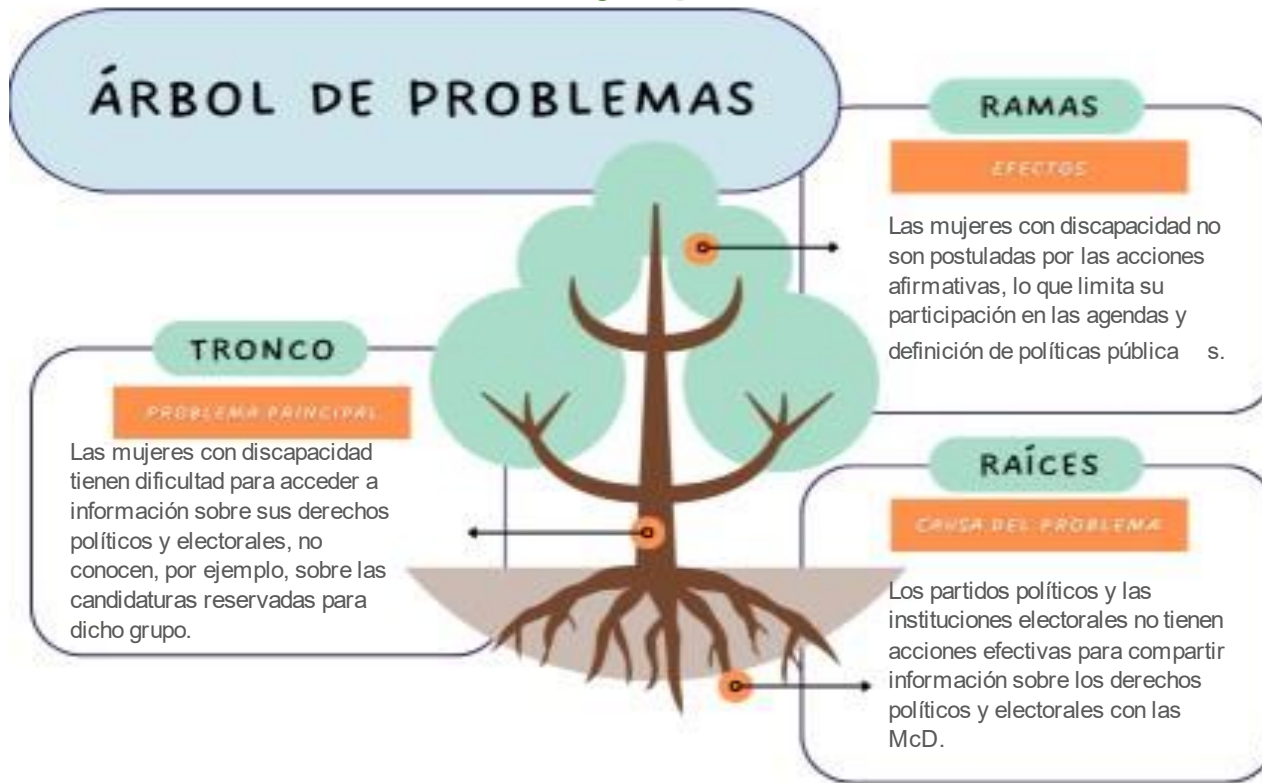 ÁRBOL DE PROBLEMAS
RAMAS
EFECTOS
Las mujeres con discapacidad no
son postuladas por las acciones
afirmativas, lo que limita su
participación en las agendas y
definición de políticas pública s.
TRONCO
PROBLEMA PRINCIPAL
Las mujeres con discapacidad
tienen dificultad para acceder a
información sobre sus derechos
políticos y electorales, no
conocen, por ejemplo, sobre las
candidaturas reservadas para
dicho grupo.
RAÍCES
CAUSA DEL PROBLEMA
Los partidos políticos y las
instituciones electorales no tienen
acciones efectivas para compartir
información sobre los derechos
políticos y electorales con las
McD.